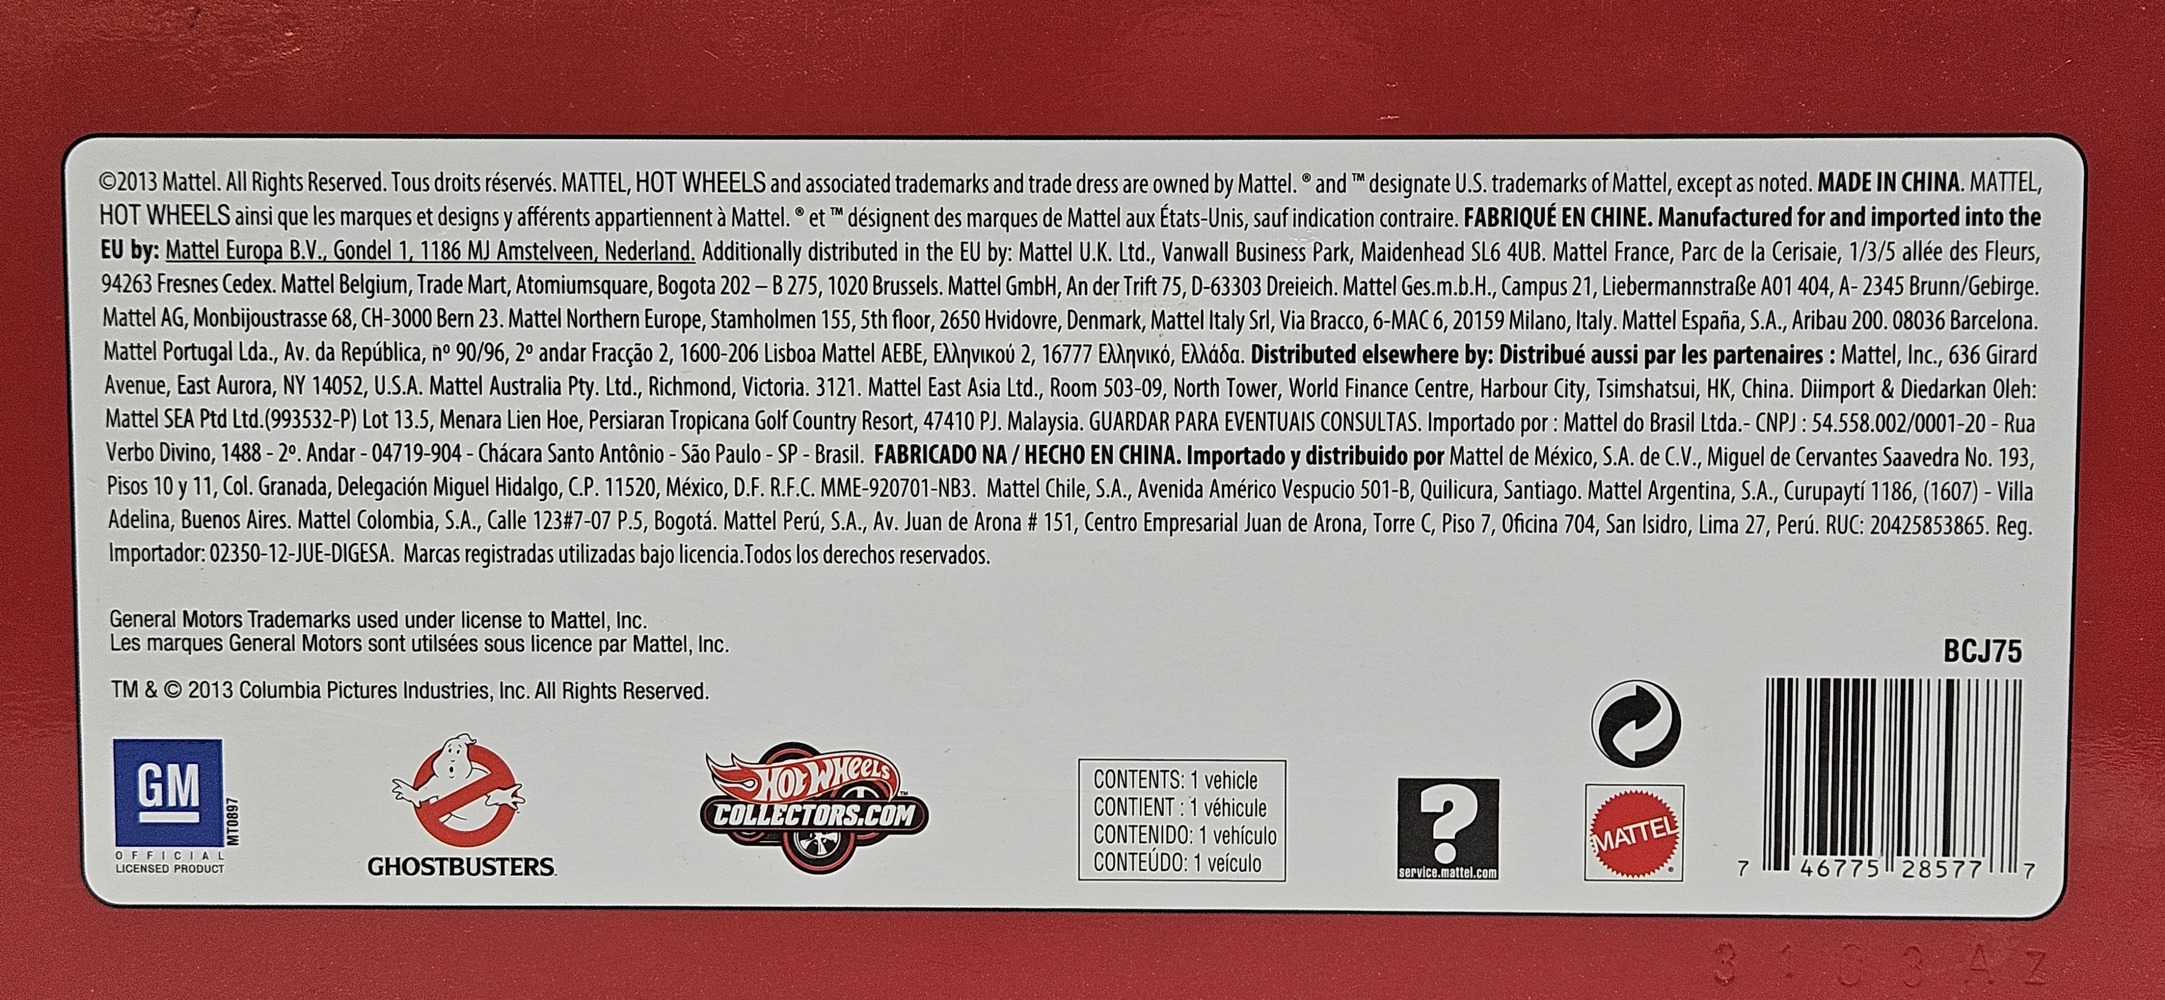 ©2013 Mattel. All Rights Reserved. Tous droits réservés. MATTEL, HOT WHEELS and associated trademarks and trade dress are owned by Mattel. ® and ™ designate U.S. trademarks of Mattel, except as noted. MADE IN CHINA. MATTEL,
HOT WHEELS ainsi que les marques et designs y afférents appartiennent à Mattel. ® et ™ désignent des marques de Mattel aux États-Unis, sauf indication contraire. FABRIQUÉ EN CHINE. Manufactured for and imported into the
EU by: Mattel Europa B.V., Gondel 1, 1186 MJ Amstelveen, Nederland. Additionally distributed in the EU by: Mattel U.K. Ltd., Vanwall Business Park, Maidenhead SL6 4UB. Mattel France, Parc de la Cerisaie, 1/3/5 allée des Fleurs,
94263 Fresnes Cedex. Mattel Belgium, Trade Mart, Atomiumsquare, Bogota 202 – B 275, 1020 Brussels. Mattel GmbH, An der Trift 75, D-63303 Dreieich. Mattel Ges.m.b.H., Campus 21, Liebermannstraße A01 404, A- 2345 Brunn/Gebirge.
Mattel AG, Monbijoustrasse 68, CH-3000 Bern 23. Mattel Northern Europe, Stamholmen 155, 5th floor, 2650 Hvidovre, Denmark, Mattel Italy Srl, Via Bracco, 6-MAC 6, 20159 Milano, Italy. Mattel España, S.A., Aribau 200. 08036 Barcelona.
Mattel Portugal Lda., Av. da República, nº 90/96, 2º andar Fracção 2, 1600-206 Lisboa Mattel AEBE, Ελληνικού 2, 16777 Ελληνικό, Ελλάδα. Distributed elsewhere by: Distribué aussi par les partenaires : Mattel, Inc., 636 Girard
Avenue, East Aurora, NY 14052, U.S.A. Mattel Australia Pty. Ltd., Richmond, Victoria. 3121. Mattel East Asia Ltd., Room 503-09, North Tower, World Finance Centre, Harbour City, Tsimshatsui, HK, China. Diimport & Diedarkan Oleh:
Mattel SEA Ptd Ltd.(993532-P) Lot 13.5, Menara Lien Hoe, Persiaran Tropicana Golf Country Resort, 47410 PJ. Malaysia. GUARDAR PARA EVENTUAIS CONSULTAS. Importado por : Mattel do Brasil Ltda.- CNPJ : 54.558.002/0001-20 - Rua
Verbo Divino, 1488 - 2º. Andar - 04719-904 - Chácara Santo Antônio - São Paulo - SP - Brasil. FABRICADO NA / HECHO EN CHINA. Importado y distribuido por Mattel de México, S.A. de C.V., Miguel de Cervantes Saavedra No. 193,
Pisos 10 y 11, Col. Granada, Delegación Miguel Hidalgo, C.P. 11520, México, D.F. R.F.C. MME-920701-NB3. Mattel Chile, S.A., Avenida Américo Vespucio 501-B, Quilicura, Santiago. Mattel Argentina, S.A., Curupaytí 1186, (1607) - Villa
Adelina, Buenos Aires. Mattel Colombia, S.A., Calle 123#7-07 P.5, Bogotá. Mattel Perú, S.A., Av. Juan de Arona # 151, Centro Empresarial Juan de Arona, Torre C, Piso 7, Oficina 704, San Isidro, Lima 27, Perú. RUC: 20425853865. Reg.
Importador: 02350-12-JUE-DIGESA. Marcas registradas utilizadas bajo licencia.Todos los derechos reservados.
General Motors Trademarks used under license to Mattel, Inc.
Les marques General Motors sont utilsées sous licence par Mattel, Inc.
TM & © 2013 Columbia Pictures Industries, Inc. All Rights Reserved.
BCJ75
GM
MT0897
OFFICIAL
LICENSED PRODUCT
GHOSTBUSTERS
HOT WHEELS™
COLLECTORS.COM
CONTENTS: 1 vehicle
CONTIENT : 1 véhicule
CONTENIDO: 1 vehículo
CONTEÚDO: 1 veículo
?
service.mattel.com
MATTEL®
7 46775 28577 7
3103AZ